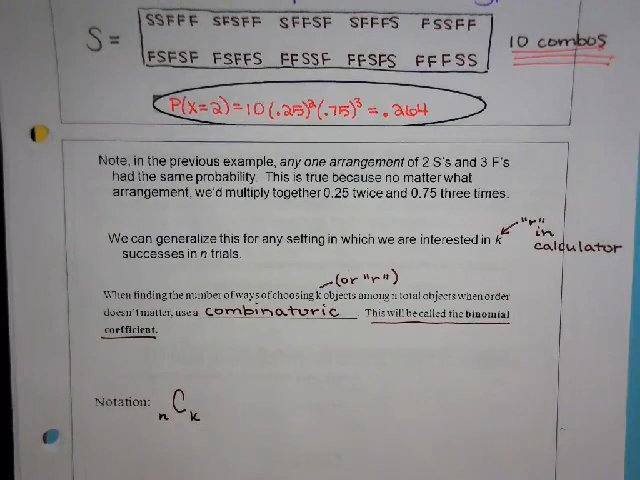 SSFFF SFSFF SFFSF SFFFS FSSFF
S =
FSFSF FSFFS FFSSF FFSFS FFFSS
10 combos
P(X=2)=10(.25)²(.75)³=.264
Note, in the previous example, any one arrangement of 2 S's and 3 F's
had the same probability. This is true because no matter what
arrangement, we'd multiply together 0.25 twice and 0.75 three times.
"r"
in
calculator
We can generalize this for any setting in which we are interested in k
successes in n trials.
(or "r")
When finding the number of ways of choosing k objects among n total objects when order
doesn't matter, use a combinatoric This will be called the binomial
coefficient.
Notation: nCk